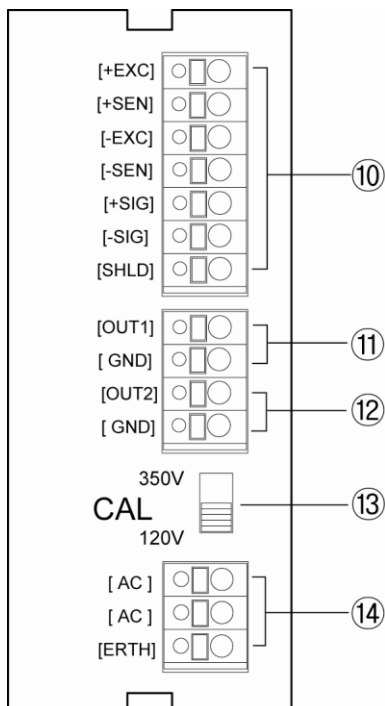 [+EXC]
[+SEN]
[-EXC]
[-SEN]
[+SIG]
[-SIG]
[SHLD]
⑩
[OUT1]
[ GND]
⑪
[OUT2]
[ GND]
⑫
350V
CAL
120V
⑬
[ AC ]
[ AC ]
[ERTH]
⑭